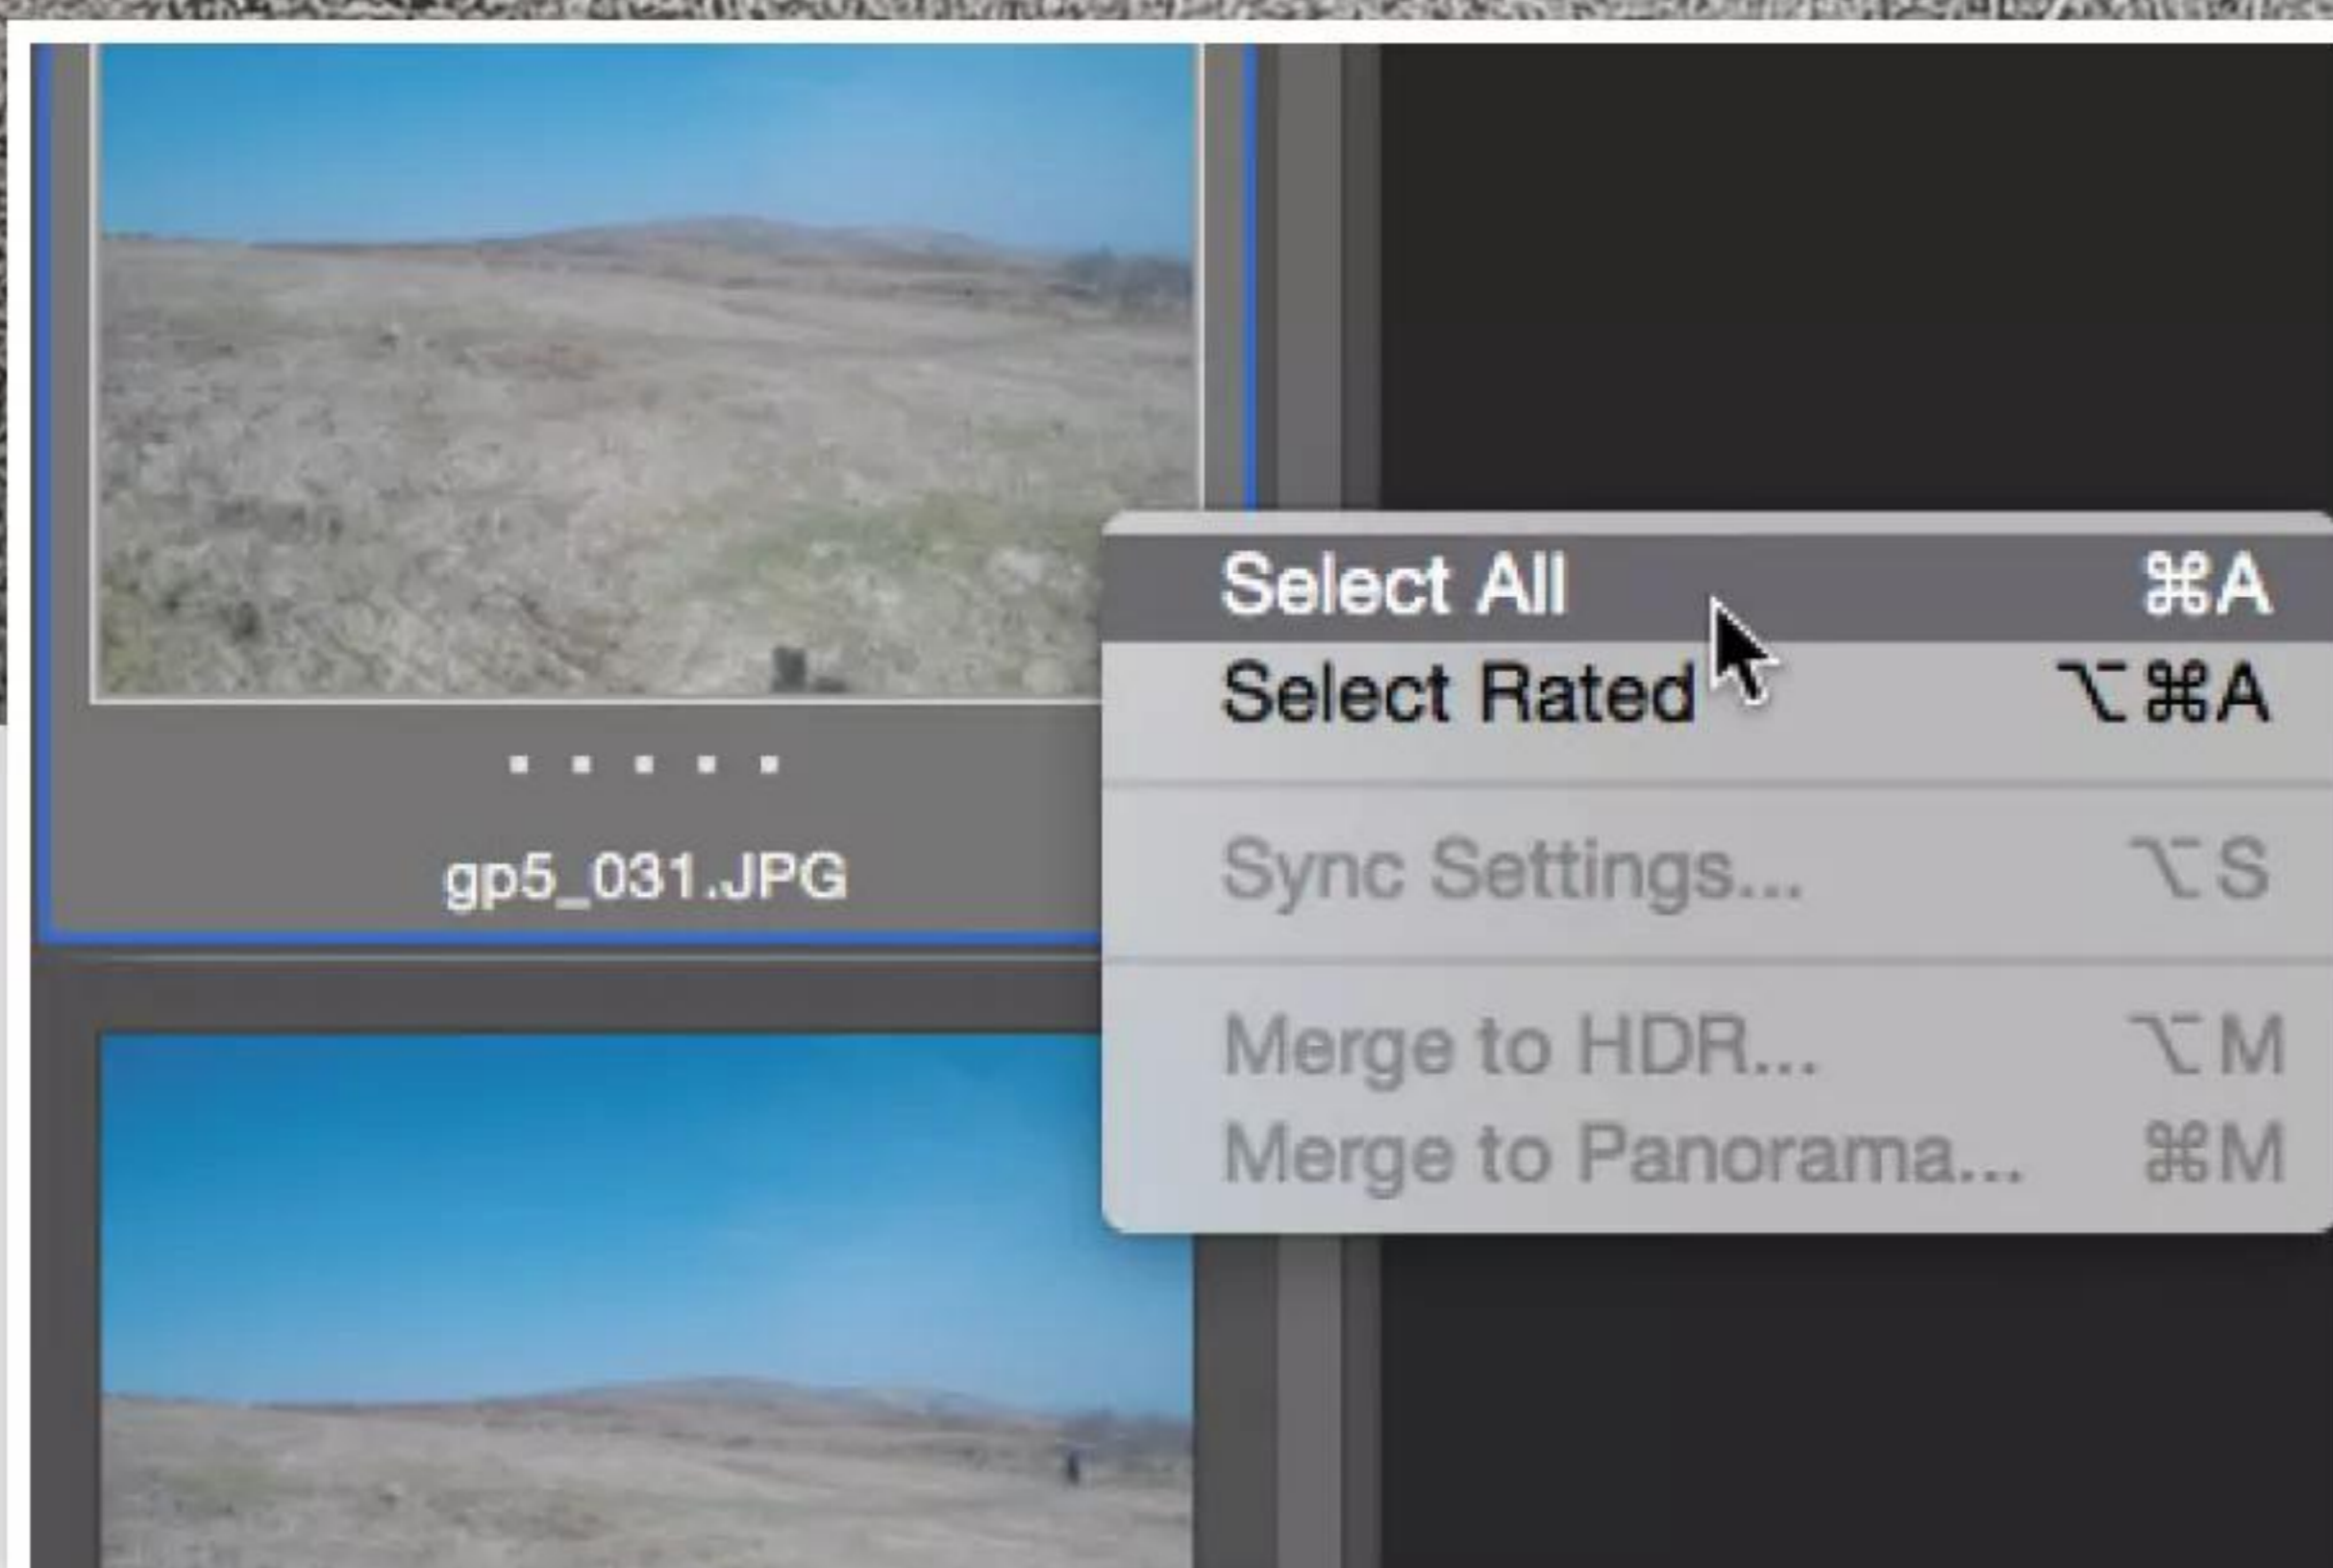 Select All ⌘A
Select Rated ⌥⌘A
Sync Settings... ⌥S
Merge to HDR... ⌥M
Merge to Panorama... ⌘M
gp5_031.JPG